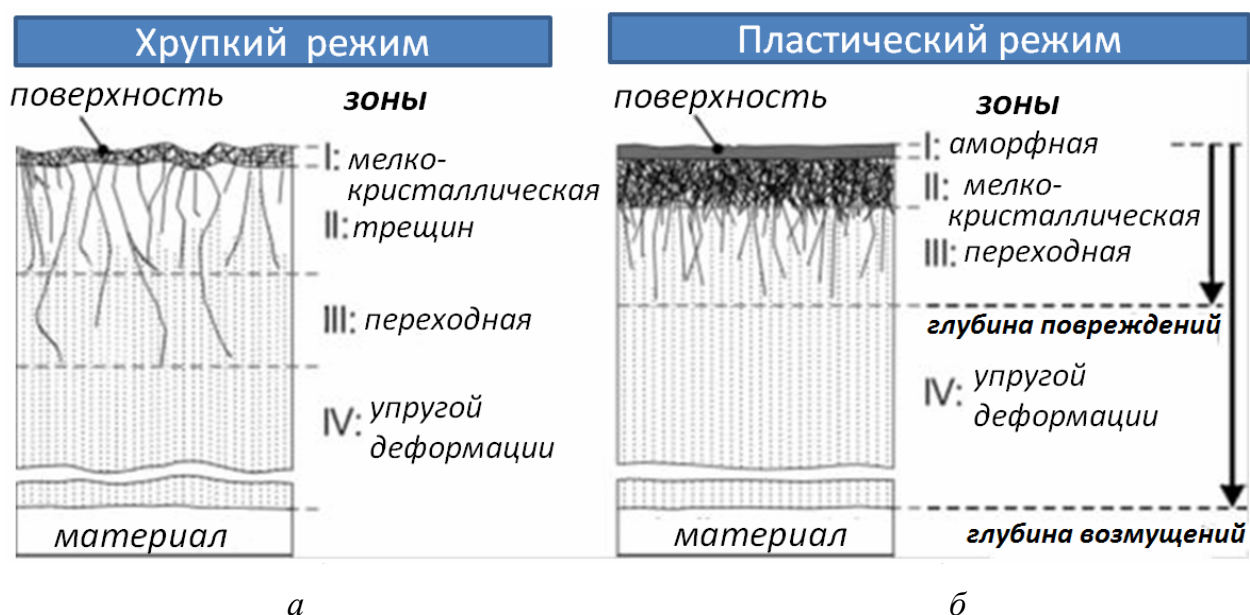 Хрупкий режим
поверхность
зоны
I: мелко-
кристаллическая
II: трещин
III: переходная
IV: упругой
деформации
материал
а
Пластический режим
поверхность
зоны
I: аморфная
II: мелко-
кристаллическая
III: переходная
глубина повреждений
IV: упругой
деформации
материал
глубина возмущений
б